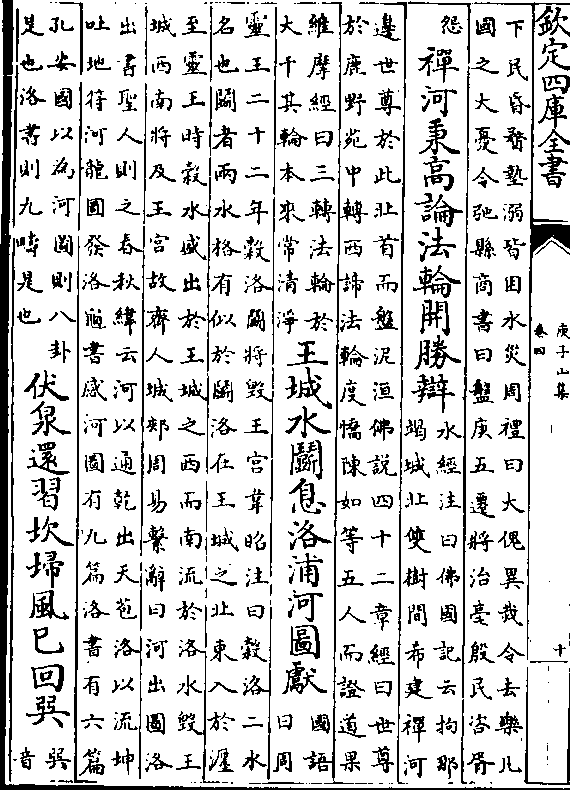 欽定四庫全書
庾子山集
卷四
十
下民昏瘠墊溺皆困水災周禮曰大傀異烖令去樂凡
國之大憂令弛縣商書曰盤庚五遷將治亳殷民咨胥
怨
禪河秉高論法輪開勝辯
水經注曰佛國記云拘那
竭城北雙樹間希建禪河
邊世尊於此北首而盤泥洹佛説四十二章經曰世尊
於鹿野苑中轉西諦法輪度憍陳如等五人而證道果
維摩經曰三轉法輪於
大千其輪本來常清淨
王城水鬭息洛浦河圖獻
國語
曰周
靈王二十二年穀洛鬭將毀王宮韋昭注曰穀洛二水
名也鬭者兩水格有似於鬭洛在王城之北東入於瀍
至靈王時穀水盛出於王城之西而南流於洛水毀王
城西南將及王宮故齊人城郟周易繫辭曰河出圖洛
出書聖人則之春秋緯云河以通乾出天苞洛以流坤
吐地符河龍圖發洛龜書感河圖有九篇洛書有六篇
孔安國以為河圖則八卦
是也洛書則九疇是也
伏泉還習坎埽風已回巽
巽
音